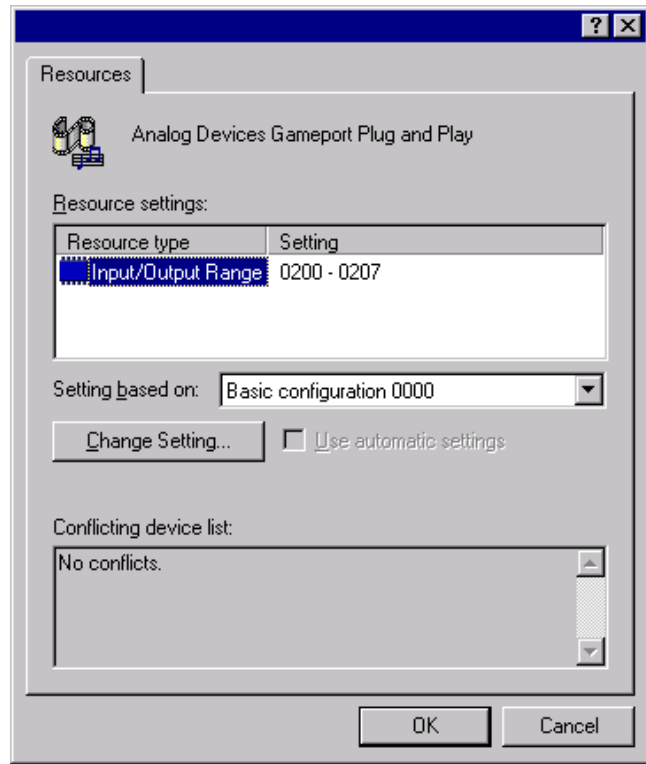 Resources
Analog Devices Gameport Plug and Play
Resource settings:
Resource type Setting
Input/Output Range 0200 - 0207
Setting based on: Basic configuration 0000
Change Setting... Use automatic settings
Conflicting device list:
No conflicts.
OK Cancel